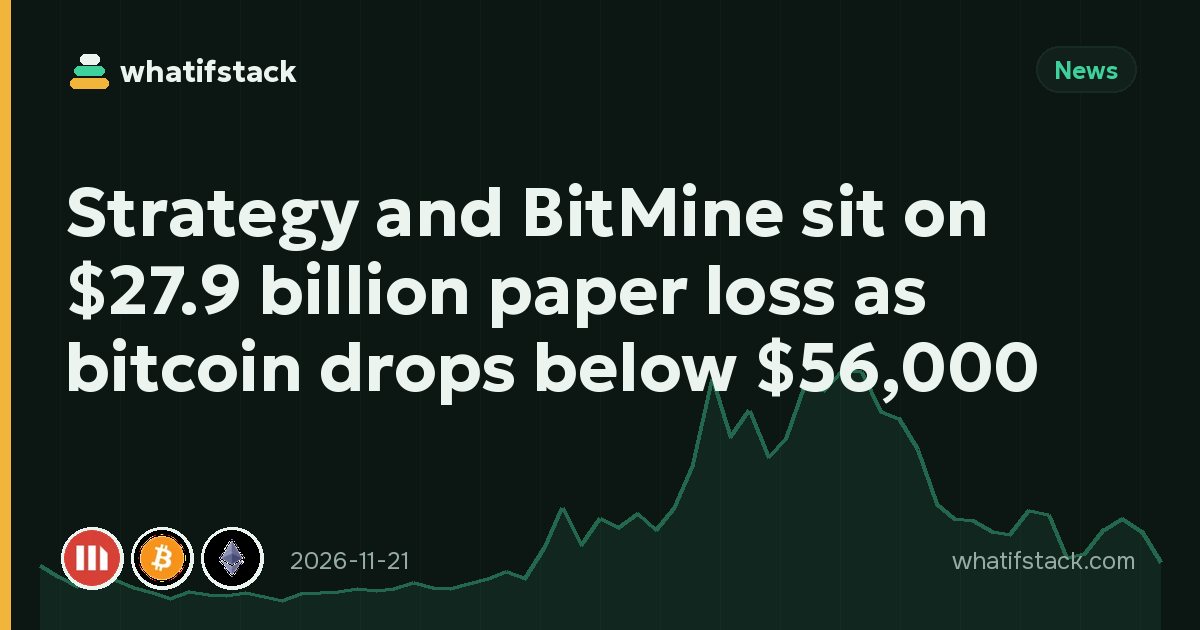 whatifstack
News
Strategy and BitMine sit on
$27.9 billion paper loss as
bitcoin drops below $56,000
2026-11-21
whatifstack.com